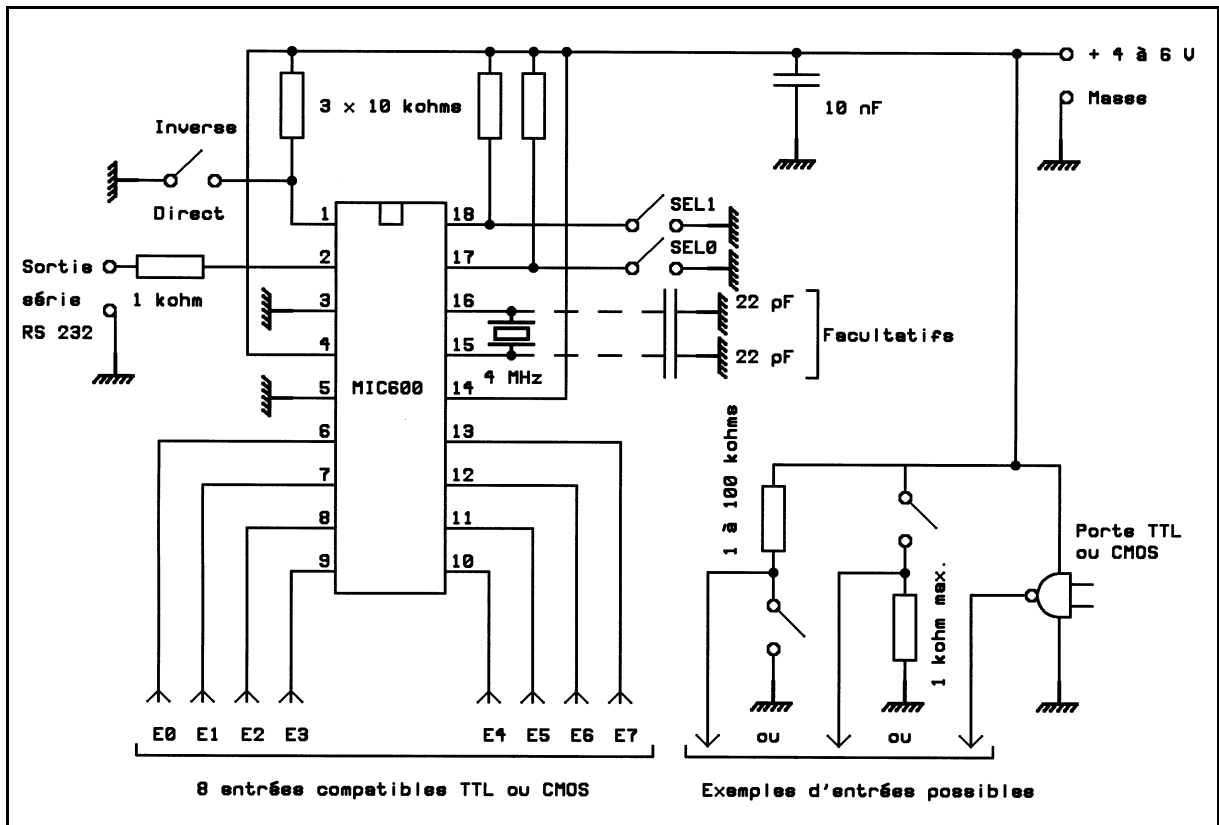 + 4 à 6 V
3 x 10 kohms
10 nF
Masse
Inverse
Direct
SEL1
SEL0
1
2
3
4
5
6
7
8
9
18
17
16
15
14
13
12
11
10
MIC600
Sortie
série
RS 232
1 kohm
22 pF
22 pF
Facultatifs
4 MHz
1 à 100 kohms
1 kohm max.
Porte TTL
ou CMOS
E0 E1 E2 E3 E4 E5 E6 E7
ou ou
8 entrées compatibles TTL ou CMOS
Exemples d'entrées possibles